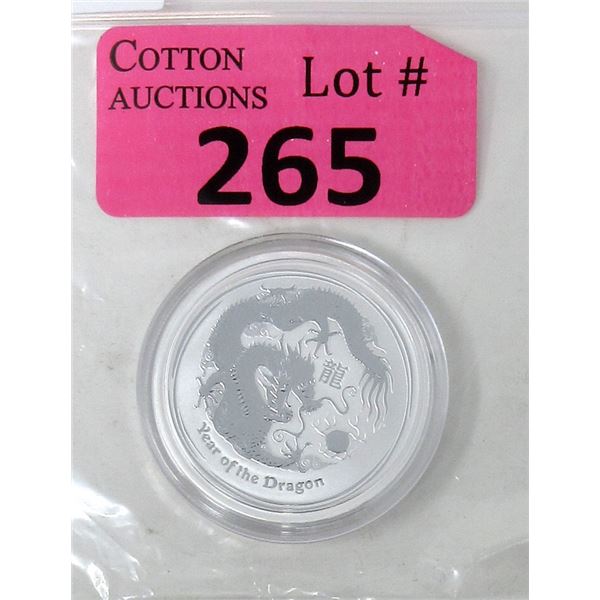 COTTON
AUCTIONS
Lot #
265
龍
Year of the Dragon